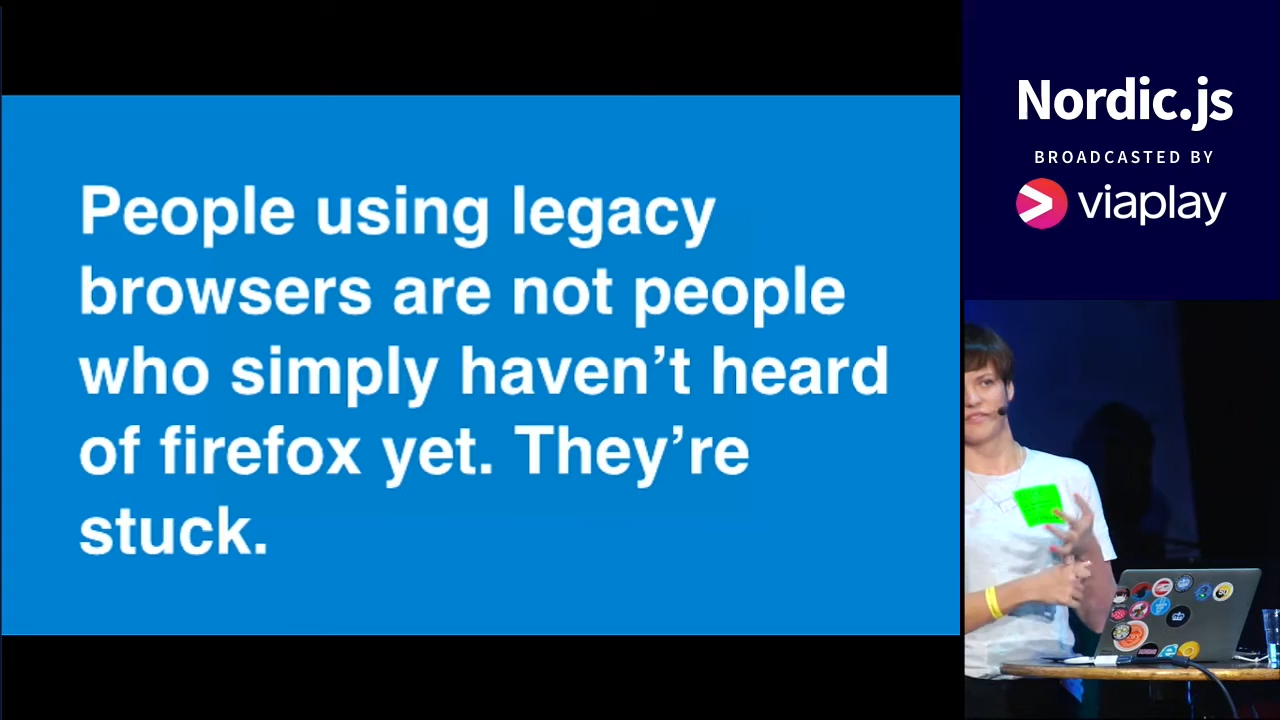 People using legacy
browsers are not people
who simply haven’t heard
of firefox yet. They’re
stuck.
Nordic.js
BROADCASTED BY
viaplay